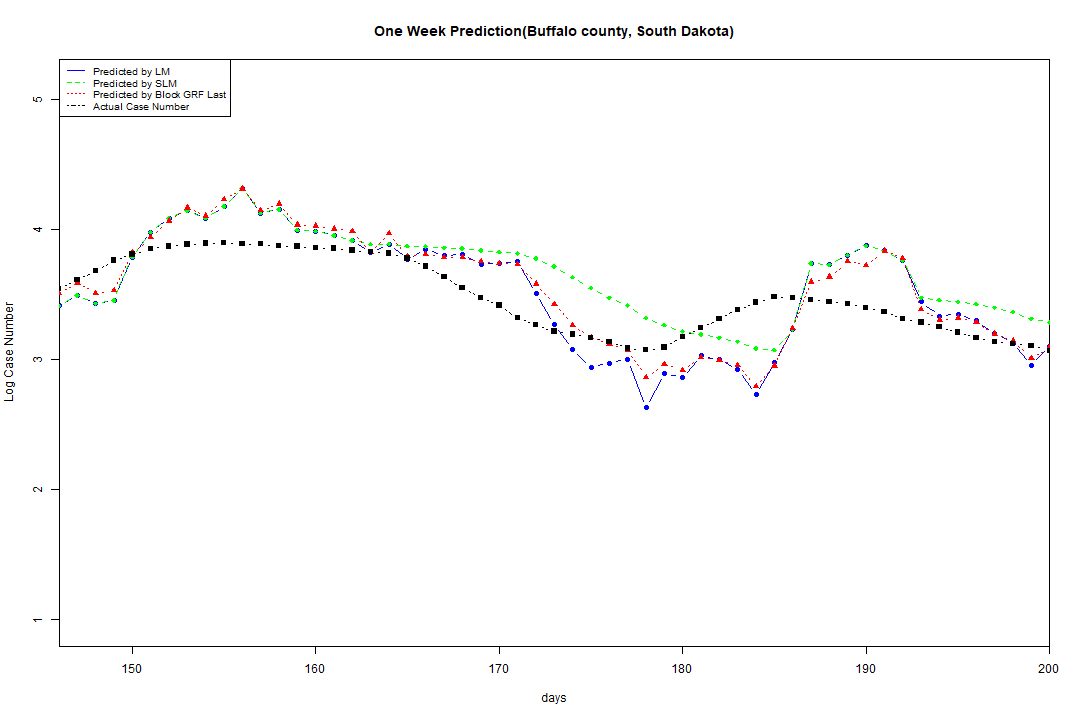 One Week Prediction(Buffalo county, South Dakota)
Predicted by LM
Predicted by SLM
Predicted by Block GRF Last
Actual Case Number
5
4
3
2
1
Log Case Number
150 160 170 180 190 200
days